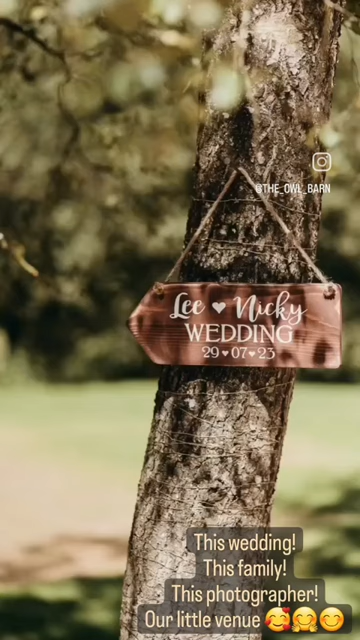 @THE_OWL_BARN
Lee ♥ Nicky
WEDDING
29♥07♥23
This wedding!
This family!
This photographer!
Our little venue 🥰🤗😊